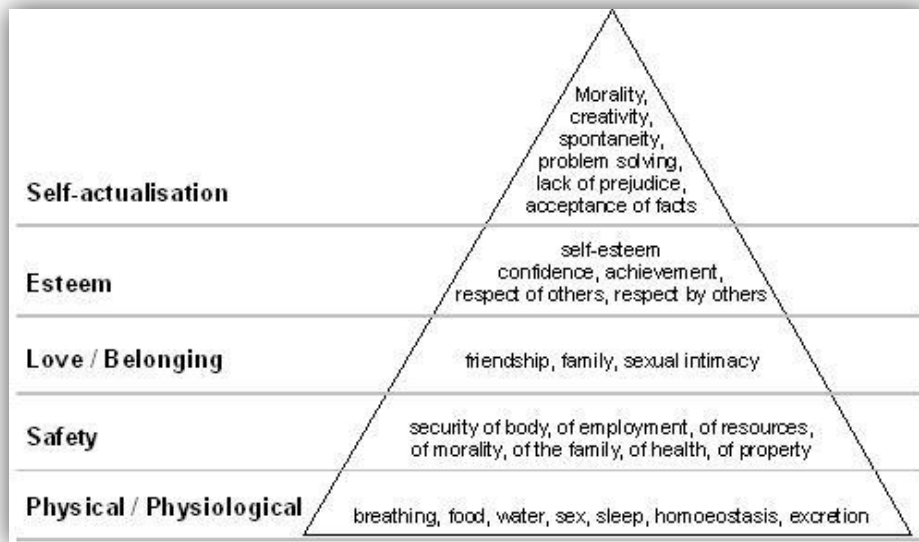 Morality,
creativity,
spontaneity,
problem solving,
lack of prejudice,
acceptance of facts
Self-actualisation
self-esteem
confidence, achievement,
respect of others, respect by others
Esteem
Love / Belonging
friendship, family, sexual intimacy
security of body, of employment, of resources,
of morality, of the family, of health, of property
Safety
Physical / Physiological
breathing, food, water, sex, sleep, homoeostasis, excretion